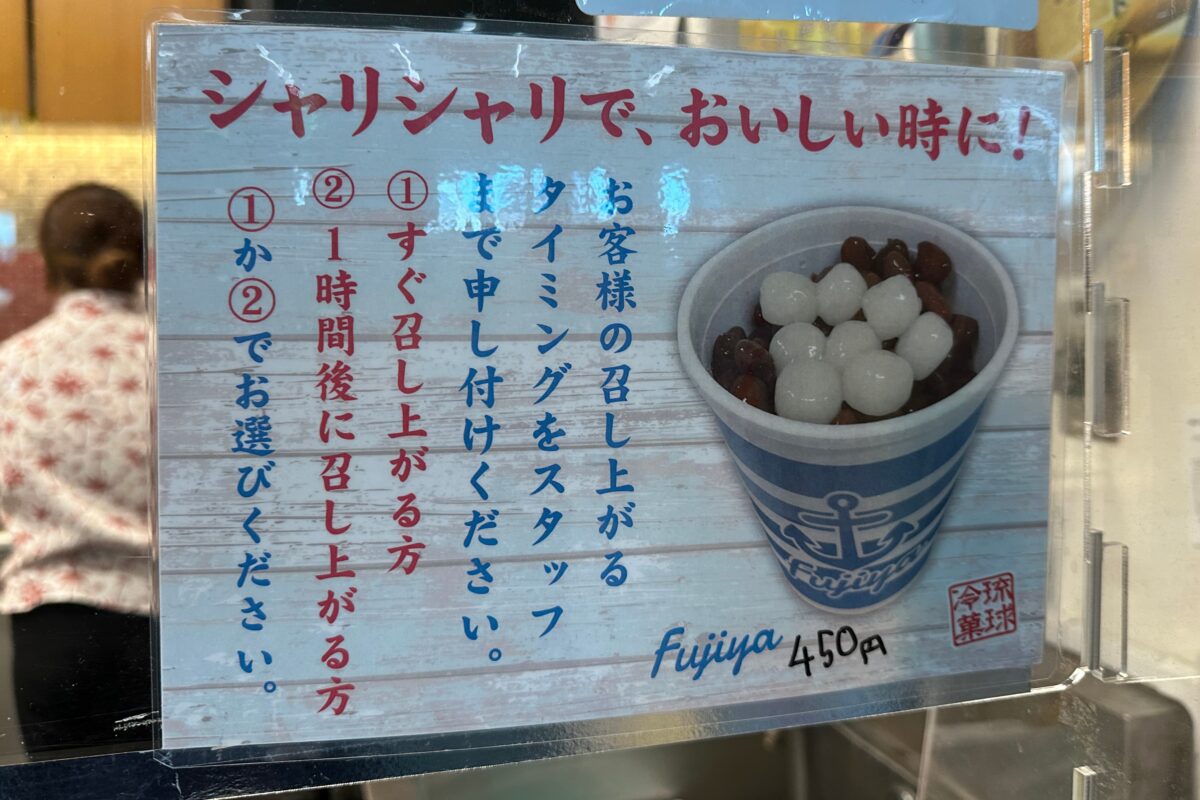 シャリシャリで、おいしい時に！
お客様の召し上がる
タイミングをスタッフ
まで申し付けください。
①すぐ召し上がる方
②1時間後に召し上がる方
①か②でお選びください。
Fujiya
Fujiya 450円
琉球
冷菓